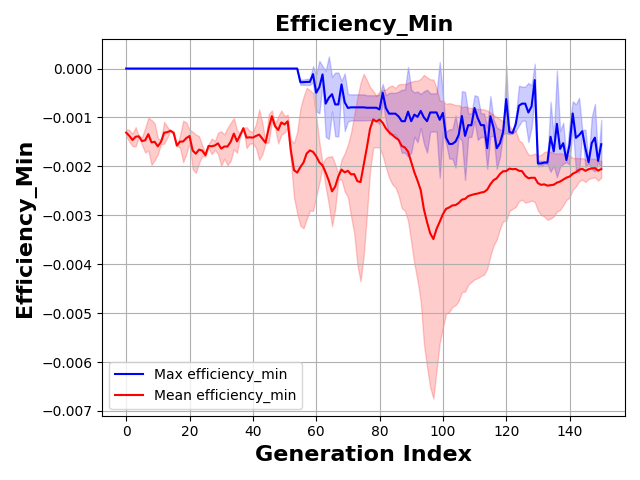 Efficiency_Min
Efficiency_Min
0.000
−0.001
−0.002
−0.003
−0.004
−0.005
−0.006
−0.007
Max efficiency_min
Mean efficiency_min
0 20 40 60 80 100 120 140
Generation Index